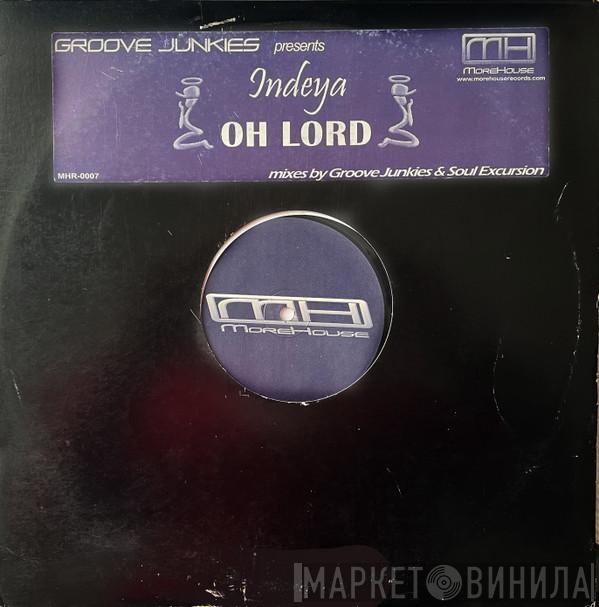 GROOVE JUNKIES presents
Indeya
OH LORD
mixes by Groove Junkies & Soul Excursion
MHR-0007
MH
MoreHouse
www.morehouserecords.com
MH
MoreHouse
МАРКЕТ ВИНИЛА